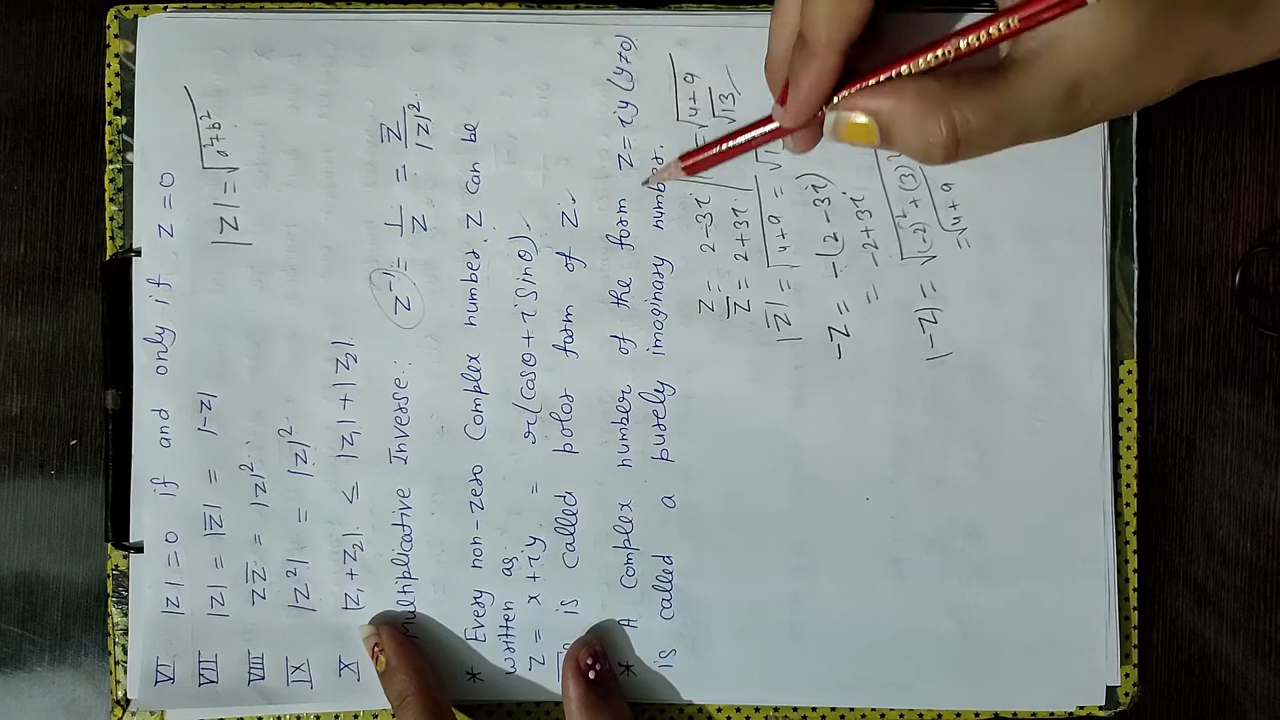 VI |z|=0 if and only if z=0
VII |z| = |z̅| = |-z|
|z| = √a²+b²
VIII zz̅ = |z|².
IX |z²| = |z|².
X |z₁+z₂| ≤ |z₁|+|z₂|.
Multiplicative Inverse:. z⁻¹ = 1/z = z̅/|z|².
* Every non-zero Complex number, z can be
written as
z = x+iy = r(cosθ+isinθ)
is called polar form of z.
* A Complex number of the form z=iy(y≠0)
is called a purely imaginary number.
z = 2-3i
= √4+9
√13
z̅ = 2+3i
|z̅| = √4+9 =
-z = -(2-3i)
= -2+3i
|-z| = √(-2)²+(3)²
=√4+9